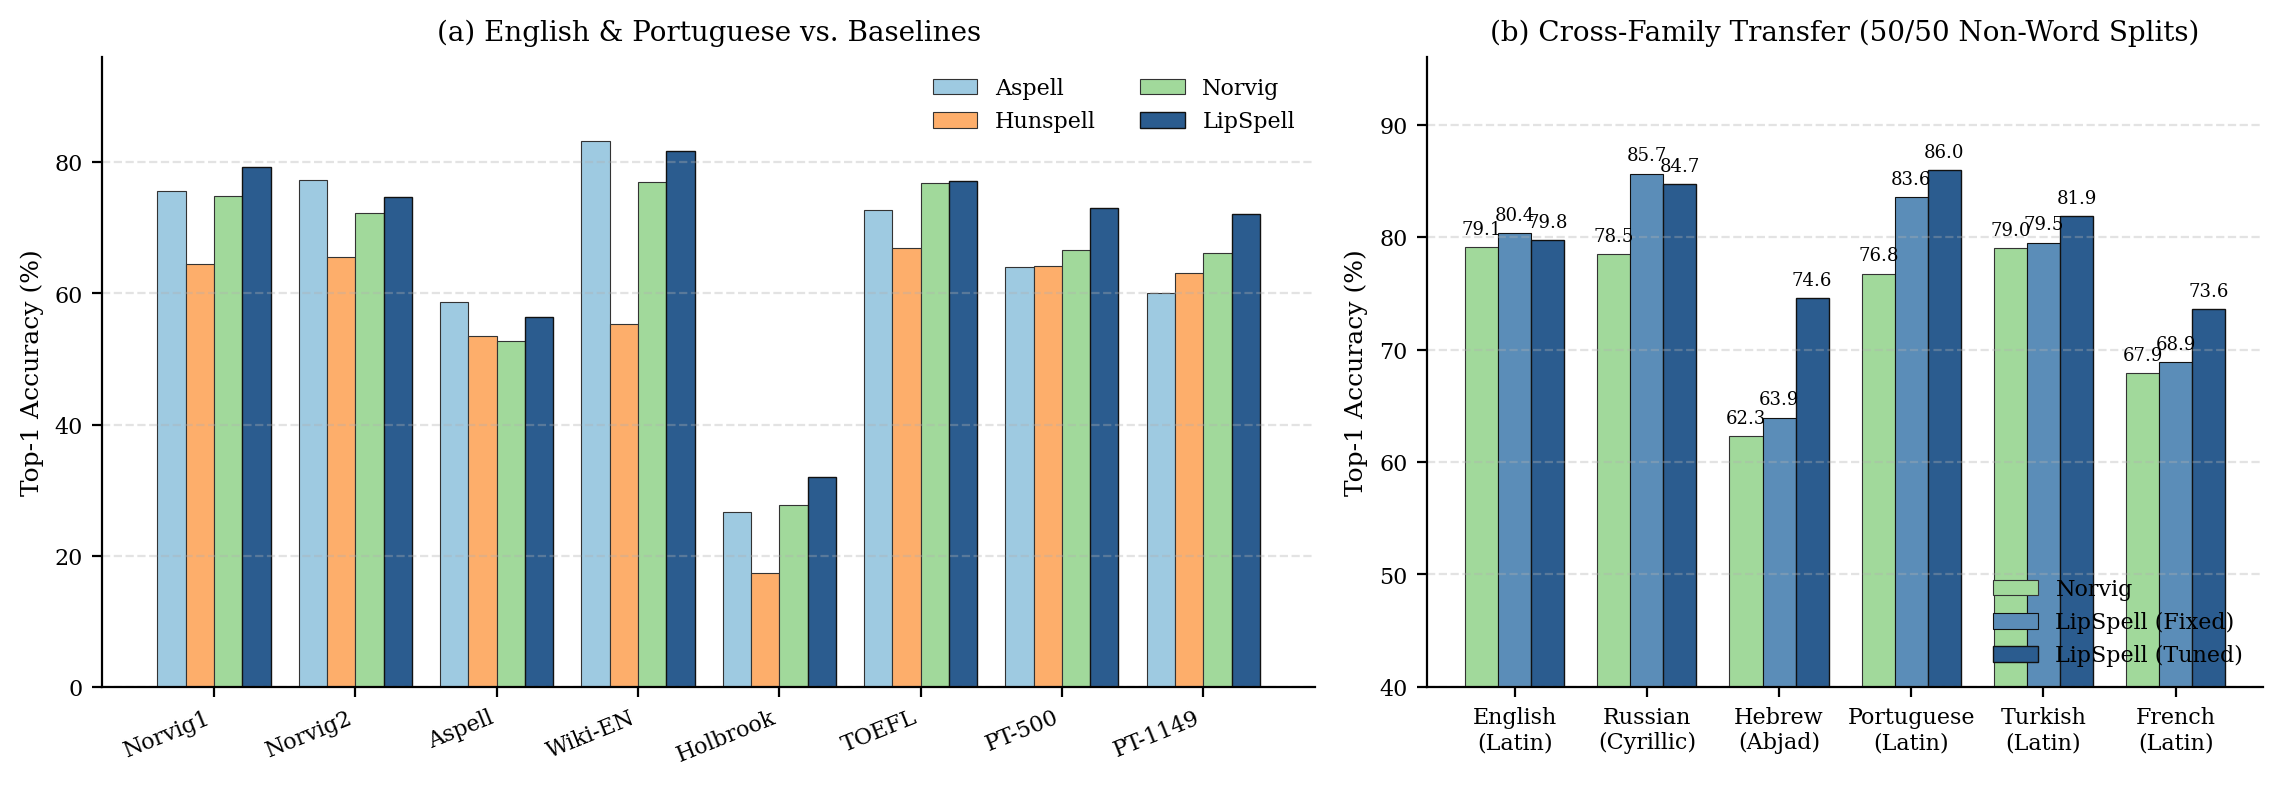 (a) English & Portuguese vs. Baselines
Top-1 Accuracy (%)
80
60
40
20
0
Aspell
Hunspell
Norvig
LipSpell
Norvig1
Norvig2
Aspell
Wiki-EN
Holbrook
TOEFL
PT-500
PT-1149
(b) Cross-Family Transfer (50/50 Non-Word Splits)
Top-1 Accuracy (%)
90
80
70
60
50
40
79.1
80.4
79.8
78.5
85.7
84.7
62.3
63.9
74.6
76.8
83.6
86.0
79.0
79.5
81.9
67.9
68.9
73.6
Norvig
LipSpell (Fixed)
LipSpell (Tuned)
English
(Latin)
Russian
(Cyrillic)
Hebrew
(Abjad)
Portuguese
(Latin)
Turkish
(Latin)
French
(Latin)